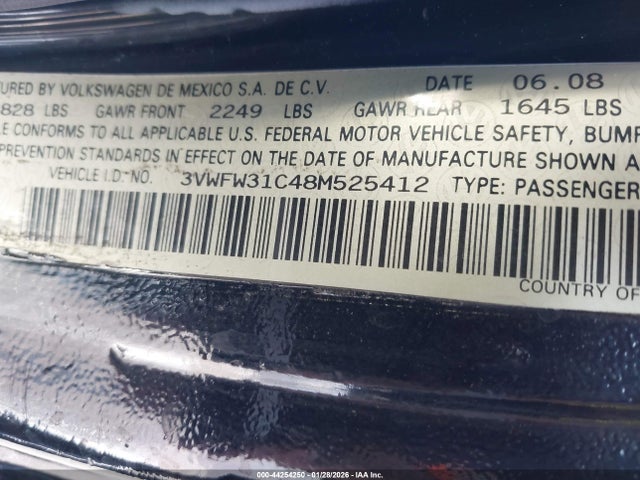 BY VOLKSWAGEN DE MEXICO S.A. DE C.V. DATE 06.08
828 LBS GAWR FRONT 2249 LBS GAWR REAR 1645 LBS
CONFORMS TO ALL APPLICABLE U.S. FEDERAL MOTOR VEHICLE SAFETY, BUMP
PREVENTION STANDARDS IN EFFECT ON THE DATE OF MANUFACTURE SHOWN A
VEHICLE I.D. NO. 3VWFW31C48M525412 TYPE: PASSENGER
COUNTRY OF
000-44254250 | 01/28/2026 | IAA Inc.